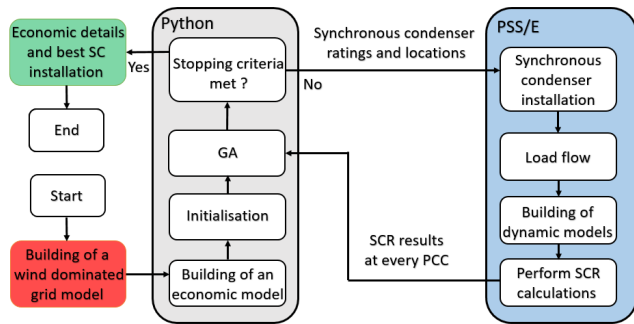 Economic details
and best SC
installation
End
Start
Building of a
wind dominated
grid model
Python
Yes
Stopping criteria
met ?
No
GA
Initialisation
Building of an
economic model
Synchronous condenser
ratings and locations
SCR results
at every PCC
PSS/E
Synchronous
condenser
installation
Load flow
Building of
dynamic models
Perform SCR
calculations